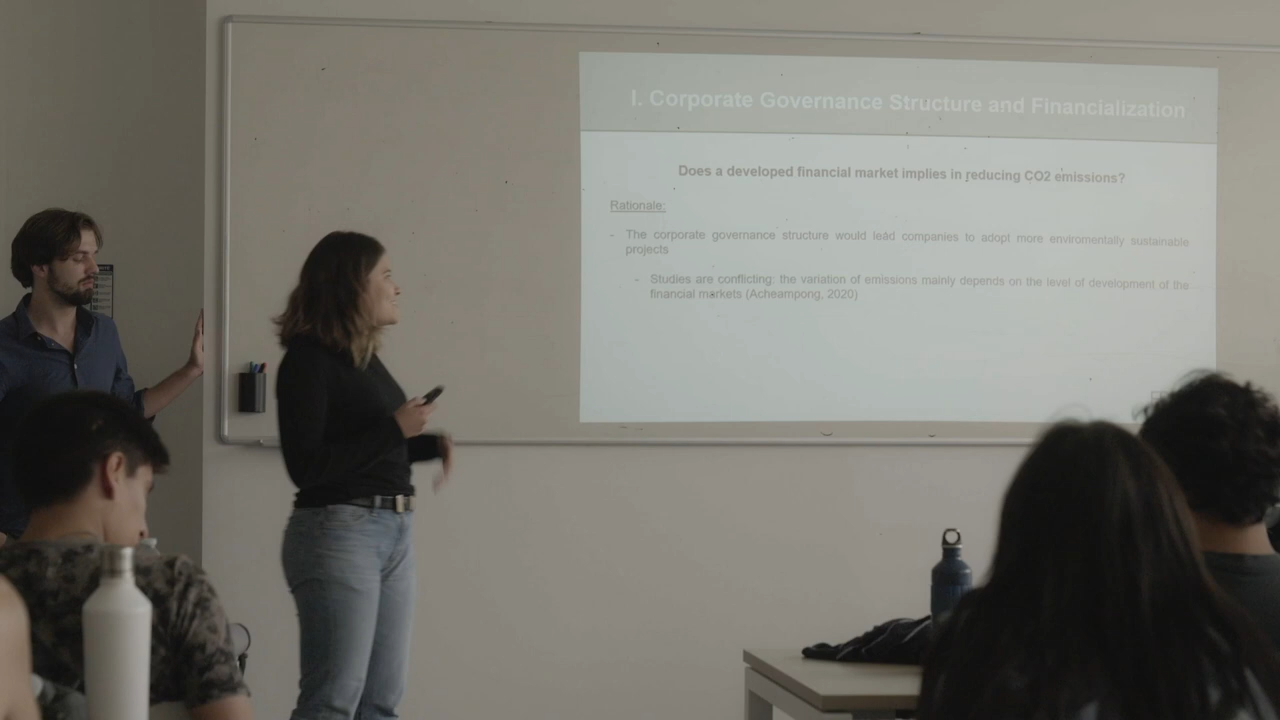 I. Corporate Governance Structure and Financialization
Does a developed financial market implies in reducing CO2 emissions?
Rationale:
- The corporate governance structure would lead companies to adopt more enviromentally sustainable
projects
- Studies are conflicting: the variation of emissions mainly depends on the level of development of the
financial markets (Acheampong, 2020)